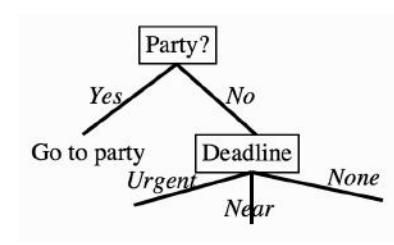 Party?
Yes
No
Go to party
Deadline
Urgent
Near
None